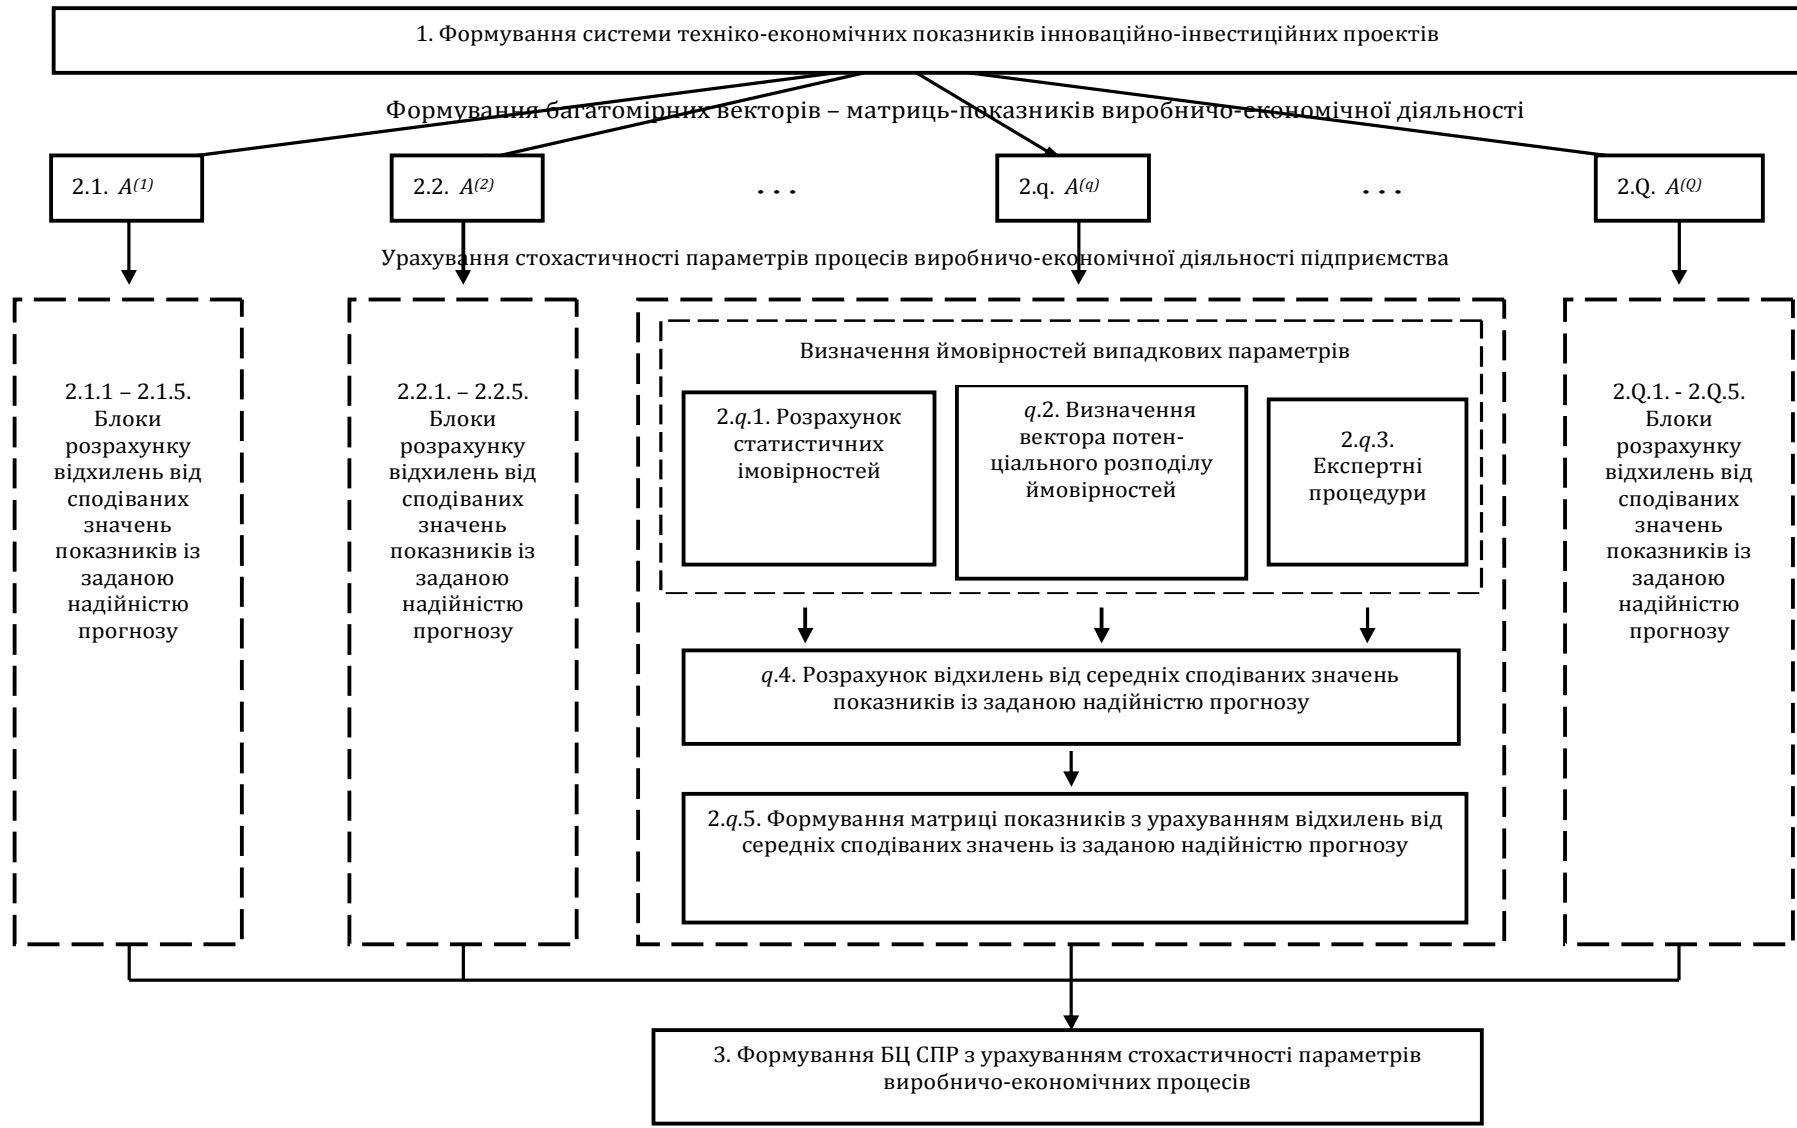 1. Формування системи техніко-економічних показників інноваційно-інвестиційних проектів
Формування багатомірних векторів – матриць-показників виробничо-економічної діяльності
2.1. A(1)
2.2. A(2)
. . .
2.q. A(q)
. . .
2.Q. A(Q)
Урахування стохастичності параметрів процесів виробничо-економічної діяльності підприємства
2.1.1 – 2.1.5.
Блоки
розрахунку
відхилень від
сподіваних
значень
показників із
заданою
надійністю
прогнозу
2.2.1. – 2.2.5.
Блоки
розрахунку
відхилень від
сподіваних
значень
показників із
заданою
надійністю
прогнозу
Визначення ймовірностей випадкових параметрів
2.q.1. Розрахунок
статистичних
імовірностей
q.2. Визначення
вектора потен-
ціального розподілу
ймовірностей
2.q.3.
Експертні
процедури
q.4. Розрахунок відхилень від середніх сподіваних значень
показників із заданою надійністю прогнозу
2.q.5. Формування матриці показників з урахуванням відхилень від
середніх сподіваних значень із заданою надійністю прогнозу
2.Q.1. - 2.Q.5.
Блоки
розрахунку
відхилень від
сподіваних
значень
показників із
заданою
надійністю
прогнозу
3. Формування БЦ СПР з урахуванням стохастичності параметрів
виробничо-економічних процесів